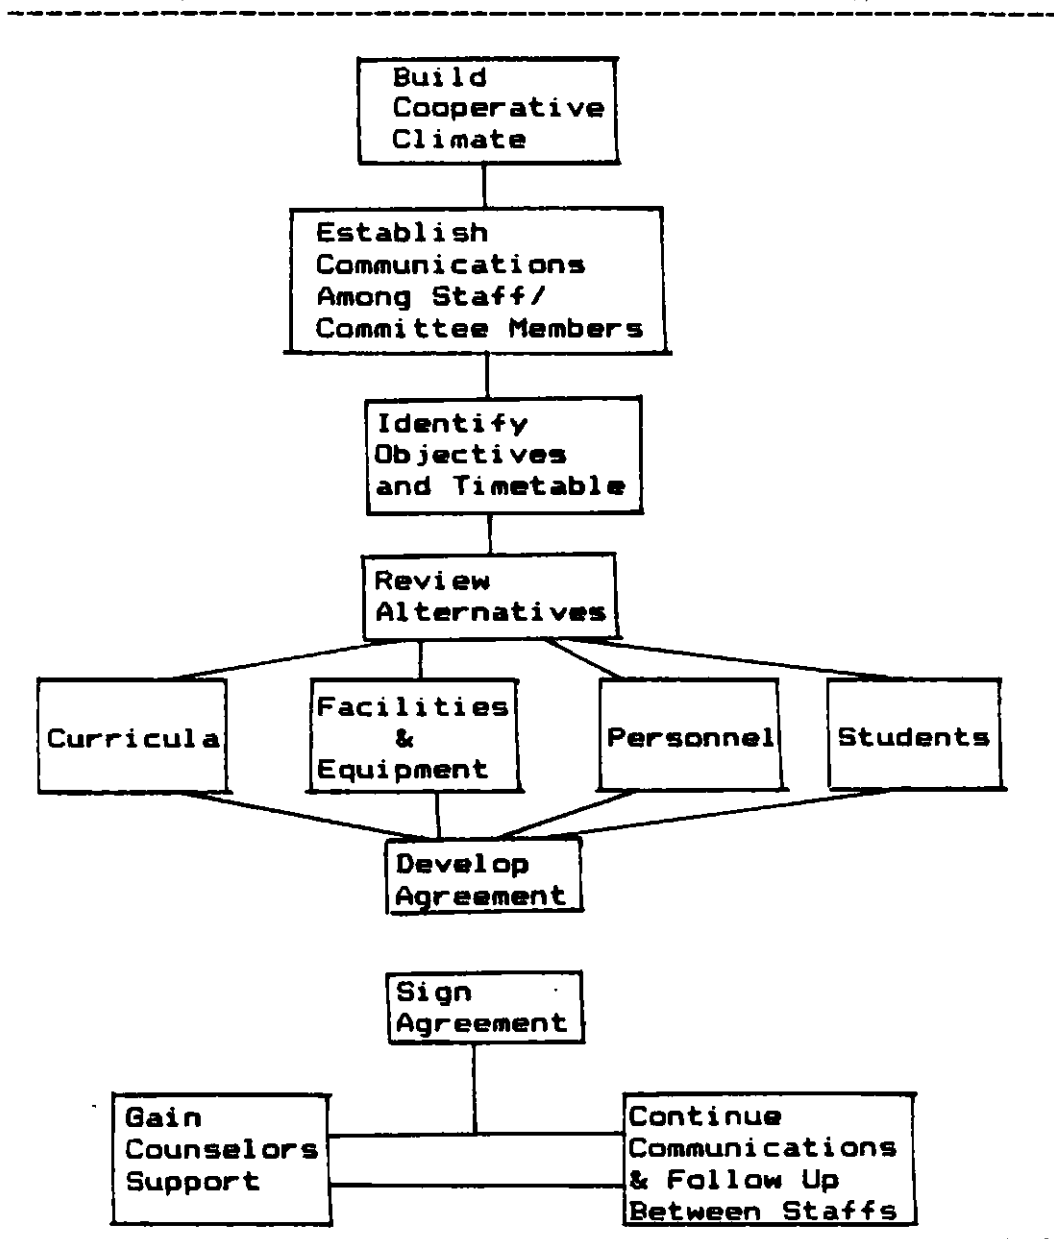 Build
Cooperative
Climate
Establish
Communications
Among Staff/
Committee Members
Identify
Objectives
and Timetable
Review
Alternatives
Curricula
Facilities
&
Equipment
Personnel
Students
Develop
Agreement
Sign
Agreement
Gain
Counselors
Support
Continue
Communications
& Follow Up
Between Staffs